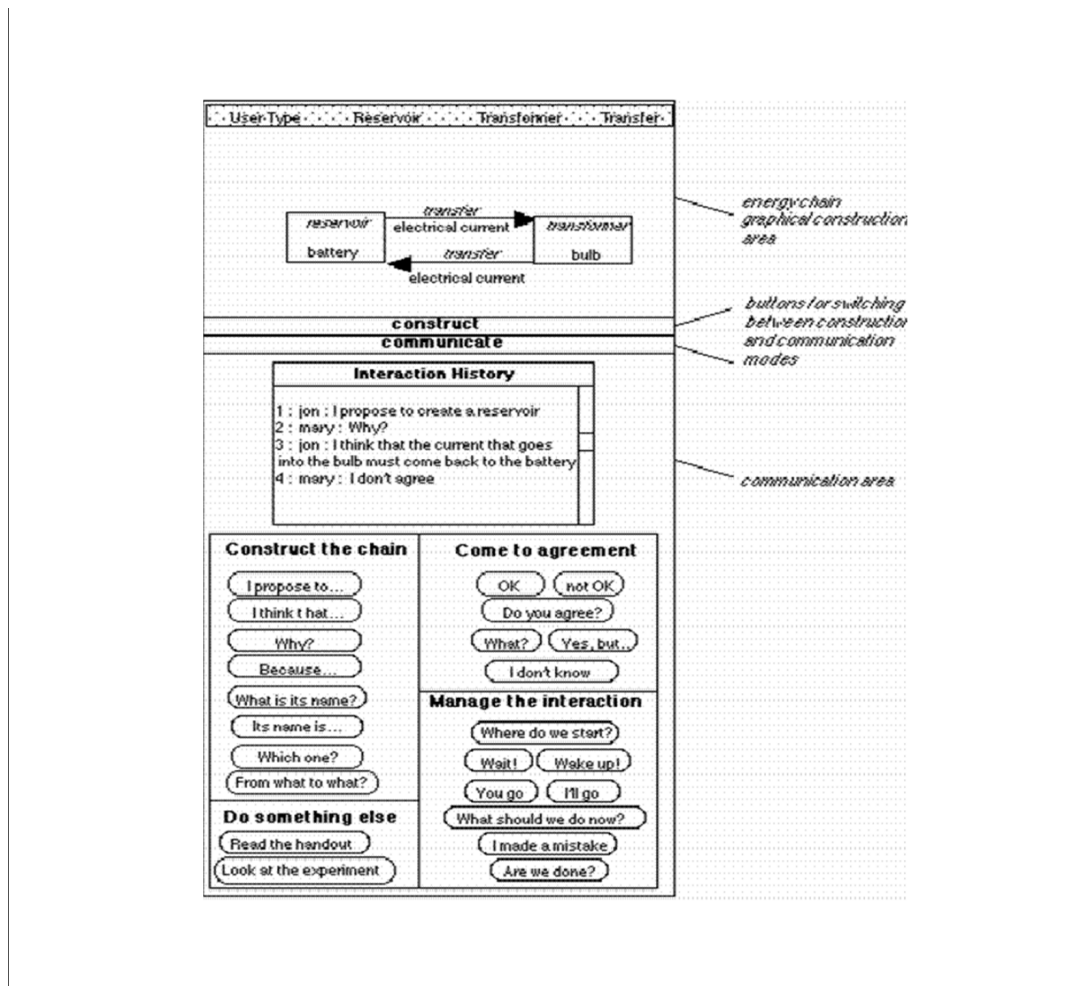 User Type Reservoir Transformer Transfer
reservoir
battery
transfer
electrical current
transfer
electrical current
transformer
bulb
energy chain
graphical construction
area
construct
communicate
buttons for switching
between construction
and communication
modes
Interaction History
1 : jon : I propose to create a reservoir
2 : mary : Why?
3 : jon : I think that the current that goes
into the bulb must come back to the battery
4 : mary : I don't agree
communication area
Construct the chain
I propose to...
I think t hat...
Why?
Because...
What is its name?
Its name is...
Which one?
From what to what?
Do something else
Read the handout
Look at the experiment
Come to agreement
OK not OK
Do you agree?
What? Yes, but..
I don't know
Manage the interaction
Where do we start?
Wait! Wake up!
You go I'll go
What should we do now?
I made a mistake
Are we done?